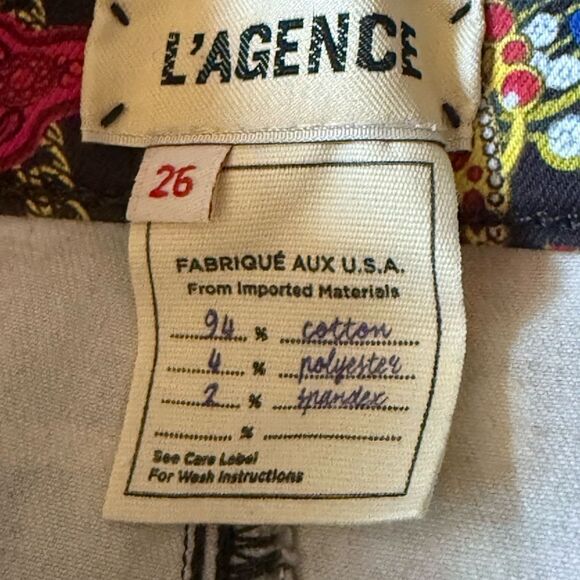 L'AGENCE
26
FABRIQUÉ AUX U.S.A.
From Imported Materials
94 % cotton
4 % polyester
2 % spandex
%
See Care Label
For Wash Instructions